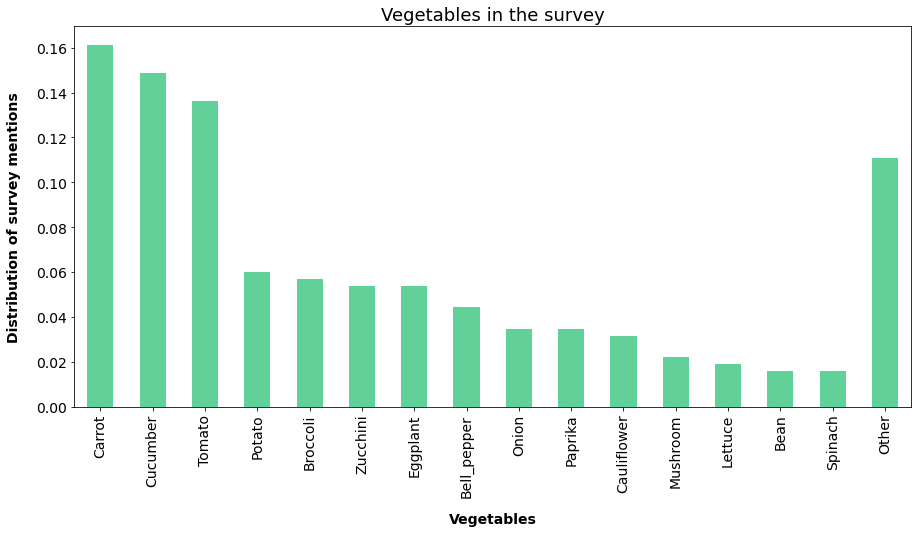 Vegetables in the survey
Distribution of survey mentions
0.16
0.14
0.12
0.10
0.08
0.06
0.04
0.02
0.00
Carrot
Cucumber
Tomato
Potato
Broccoli
Zucchini
Eggplant
Bell_pepper
Onion
Paprika
Cauliflower
Mushroom
Lettuce
Bean
Spinach
Other
Vegetables